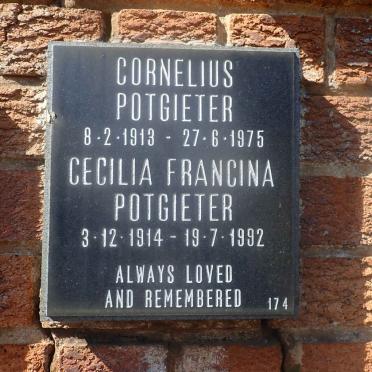 CORNELIUS
POTGIETER
8·2·1913 - 27·6·1975
CECILIA FRANCINA
POTGIETER
3·12·1914 - 19·7·1992
ALWAYS LOVED
AND REMEMBERED
174